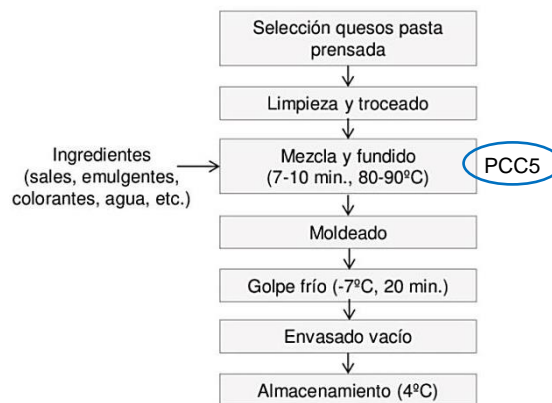 Selección quesos pasta
prensada
Limpieza y troceado
Ingredientes
(sales, emulgentes,
colorantes, agua, etc.)
Mezcla y fundido
(7-10 min., 80-90ºC)
PCC5
Moldeado
Golpe frío (-7ºC, 20 min.)
Envasado vacío
Almacenamiento (4ºC)